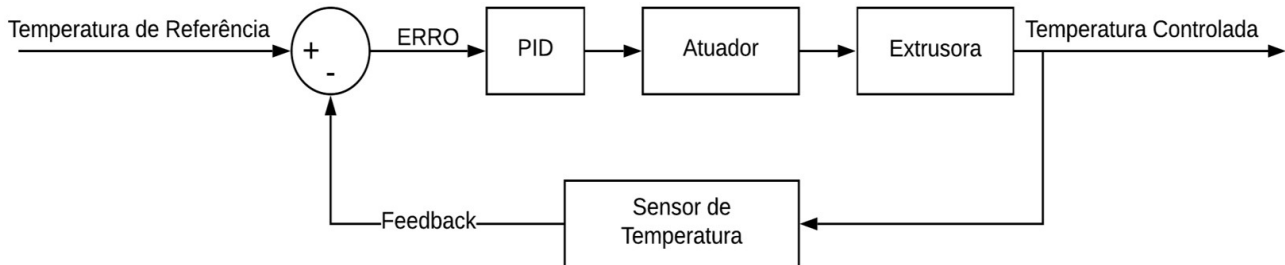 Temperatura de Referência
+
-
ERRO
PID
Atuador
Extrusora
Temperatura Controlada
Feedback
Sensor de
Temperatura